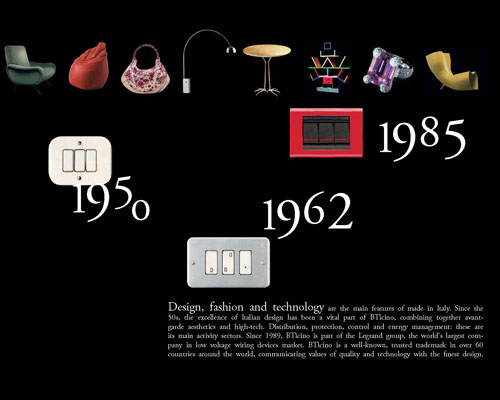 1985
1950
1962
Design, fashion and technology are the main features of made in Italy. Since the
50s, the excellence of Italian design has been a vital part of BTicino, combining together avant-
garde aesthetics and high-tech. Distribution, protection, control and energy management: these are
its main activity sectors. Since 1989, BTicino is part of the Legrand group, the world's largest com-
pany in low voltage wiring devices market. BTicino is a well-known, trusted trademark in over 60
countries around the world, communicating values of quality and technology with the finest design.